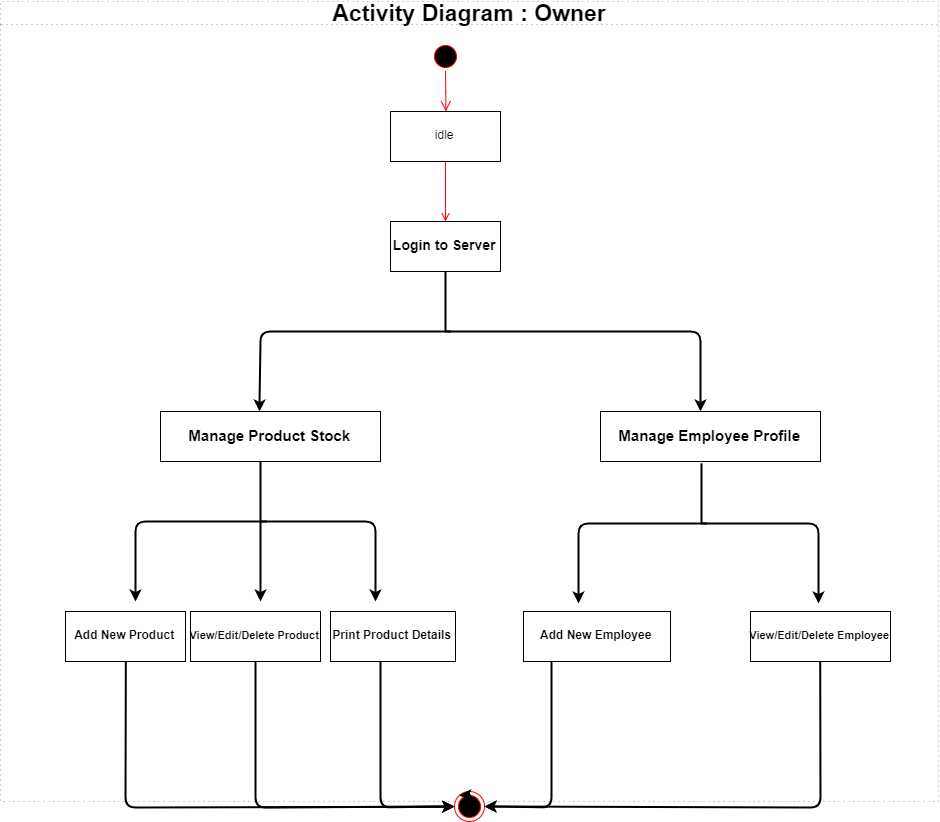 Activity Diagram : Owner
idle
Login to Server
Manage Product Stock
Manage Employee Profile
Add New Product
View/Edit/Delete Product
Print Product Details
Add New Employee
View/Edit/Delete Employee